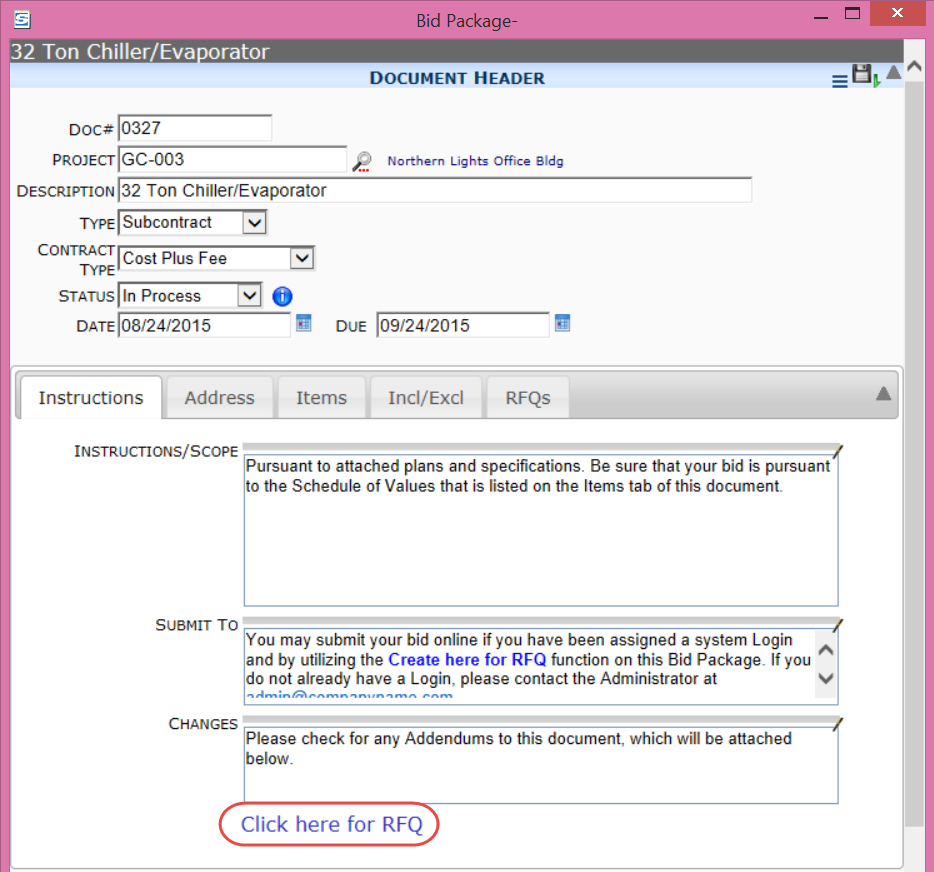 Bid Package-
32 Ton Chiller/Evaporator
DOCUMENT HEADER
DOC# 0327
PROJECT GC-003 Northern Lights Office Bldg
DESCRIPTION 32 Ton Chiller/Evaporator
TYPE Subcontract
CONTRACT
TYPE Cost Plus Fee
STATUS In Process
DATE 08/24/2015 DUE 09/24/2015
Instructions Address Items Incl/Excl RFQs
INSTRUCTIONS/SCOPE
Pursuant to attached plans and specifications. Be sure that your bid is pursuant
to the Schedule of Values that is listed on the Items tab of this document.
SUBMIT TO
You may submit your bid online if you have been assigned a system Login
and by utilizing the Create here for RFQ function on this Bid Package. If you
do not already have a Login, please contact the Administrator at
admin@companyname.com
CHANGES
Please check for any Addendums to this document, which will be attached
below.
Click here for RFQ